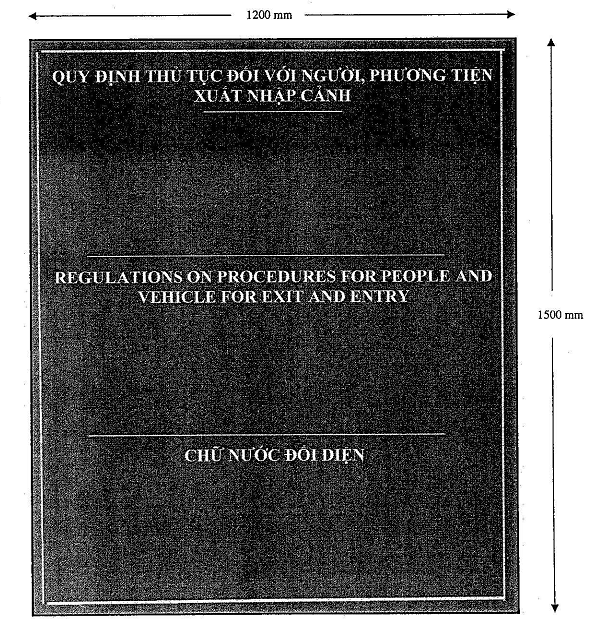 1200 mm
QUY ĐỊNH THỦ TỤC ĐỐI VỚI NGƯỜI, PHƯƠNG TIỆN
XUẤT NHẬP CẢNH
REGULATIONS ON PROCEDURES FOR PEOPLE AND
VEHICLE FOR EXIT AND ENTRY
1500 mm
CHỮ NƯỚC ĐỐI DIỆN